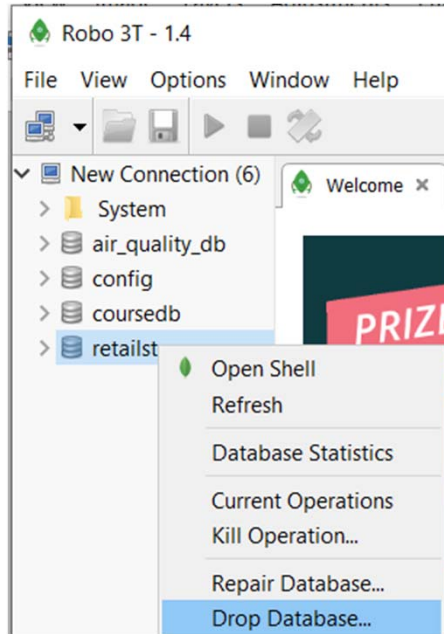 Robo 3T - 1.4
File View Options Window Help
New Connection (6)
Welcome
System
air_quality_db
config
coursedb
retailst
PRIZE
Open Shell
Refresh
Database Statistics
Current Operations
Kill Operation...
Repair Database...
Drop Database...